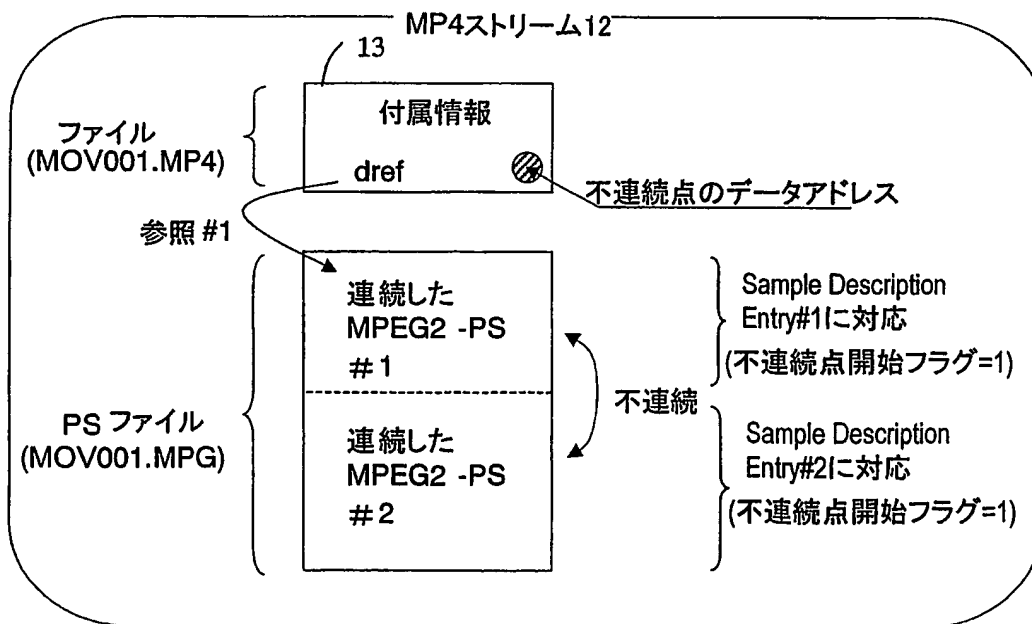 MP4ストリーム12
13
付属情報
dref
ファイル
(MOV001.MP4)
不連続点のデータアドレス
参照 #1
連続した
MPEG2 -PS
#1
不連続
Sample Description
Entry#1に対応
(不連続点開始フラグ=1)
PS ファイル
(MOV001.MPG)
連続した
MPEG2 -PS
#2
Sample Description
Entry#2に対応
(不連続点開始フラグ=1)